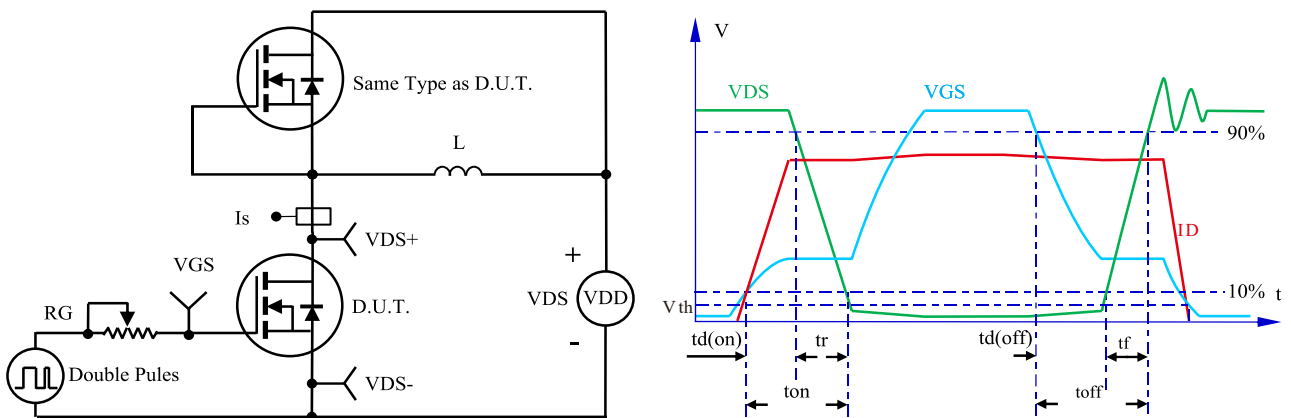 Same Type as D.U.T.
L
Is
VDS+
VGS
D.U.T.
VDS
+
VDD
-
RG
Double Pules
VDS-
V
VDS
VGS
90%
ID
10%
t
Vth
td(on)
tr
td(off)
tf
ton
toff